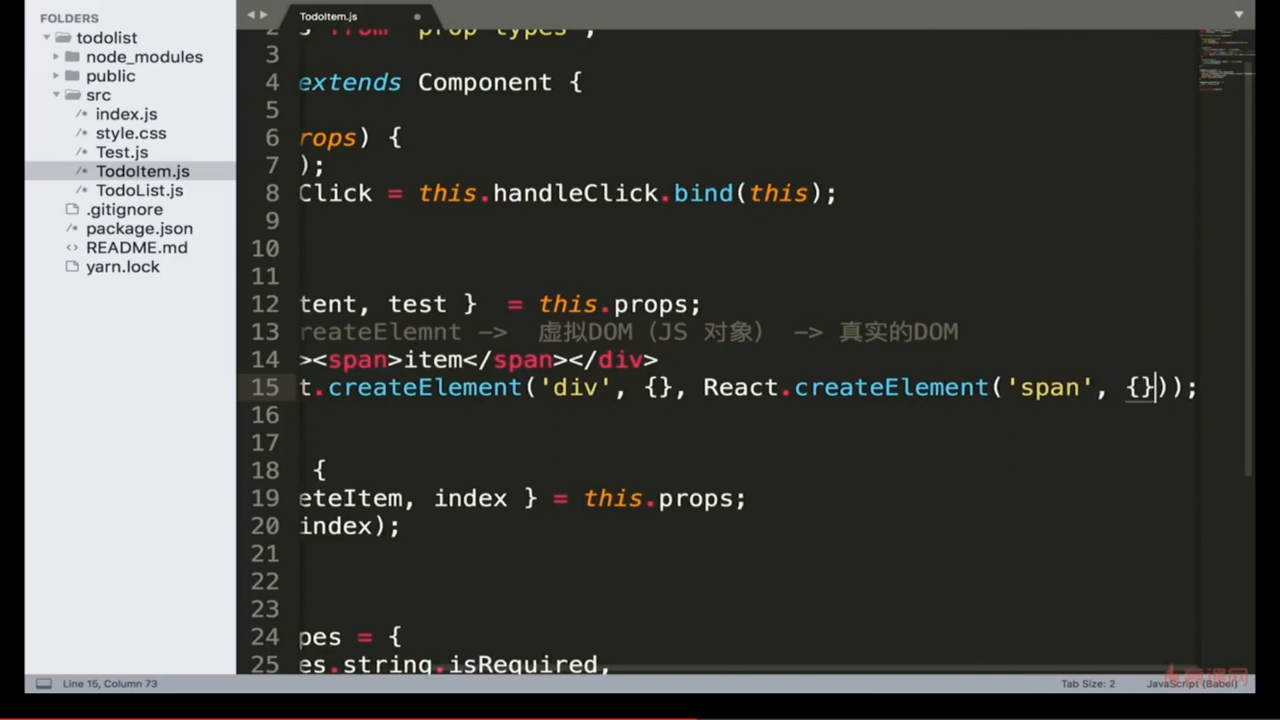 FOLDERS
todolist
node_modules
public
src
index.js
style.css
Test.js
TodoItem.js
TodoList.js
.gitignore
package.json
README.md
yarn.lock
TodoItem.js
2 s from 'prop-types';
3
4 extends Component {
5
6 rops) {
7 );
8 Click = this.handleClick.bind(this);
9
10
11
12 tent, test }  = this.props;
13 reateElemnt -> 虚拟DOM（JS 对象） -> 真实的DOM
14 ><span>item</span></div>
15 t.createElement('div', {}, React.createElement('span', {}));
16
17
18 {
19 eteItem, index } = this.props;
20 index);
21
22
23
24 pes = {
25 es.string.isRequired,
Line 15, Column 73
Tab Size: 2
JavaScript (Babel)